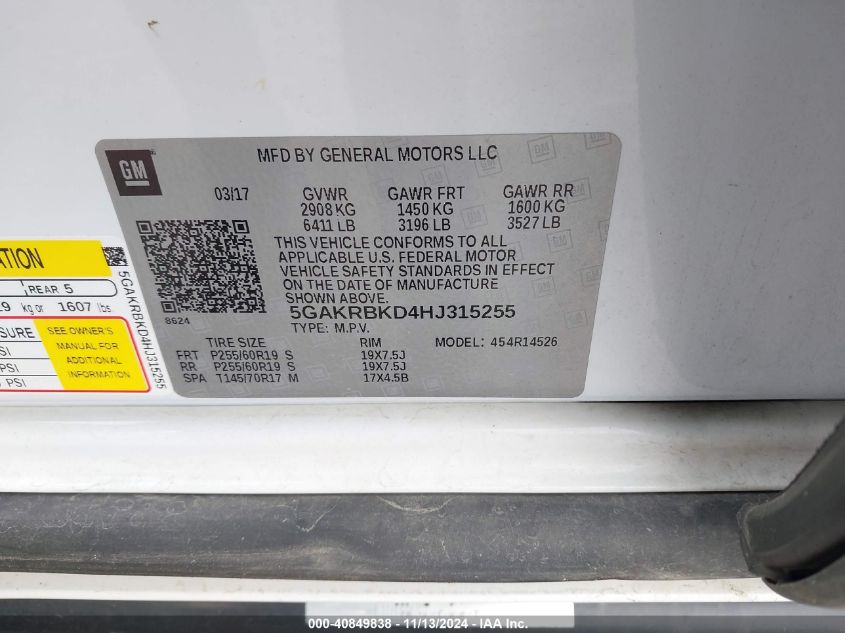 GM
MFD BY GENERAL MOTORS LLC
03/17 GVWR GAWR FRT GAWR RR
2908 KG 1450 KG 1600 KG
6411 LB 3196 LB 3527 LB
THIS VEHICLE CONFORMS TO ALL
APPLICABLE U.S. FEDERAL MOTOR
VEHICLE SAFETY STANDARDS IN EFFECT
ON THE DATE OF MANUFACTURE
SHOWN ABOVE.
8624
5GAKRBKD4HJ315255
TYPE: M.P.V.
TIRE SIZE RIM MODEL: 454R14526
FRT P255/60R19 S 19X7.5J
RR P255/60R19 S 19X7.5J
SPA T145/70R17 M 17X4.5B
REAR 5
kg or 1607 lbs
SEE OWNER'S
MANUAL FOR
ADDITIONAL
INFORMATION
PSI
5GAKRBKD4HJ315255
000-40849838 - 11/13/2024 - IAA Inc.